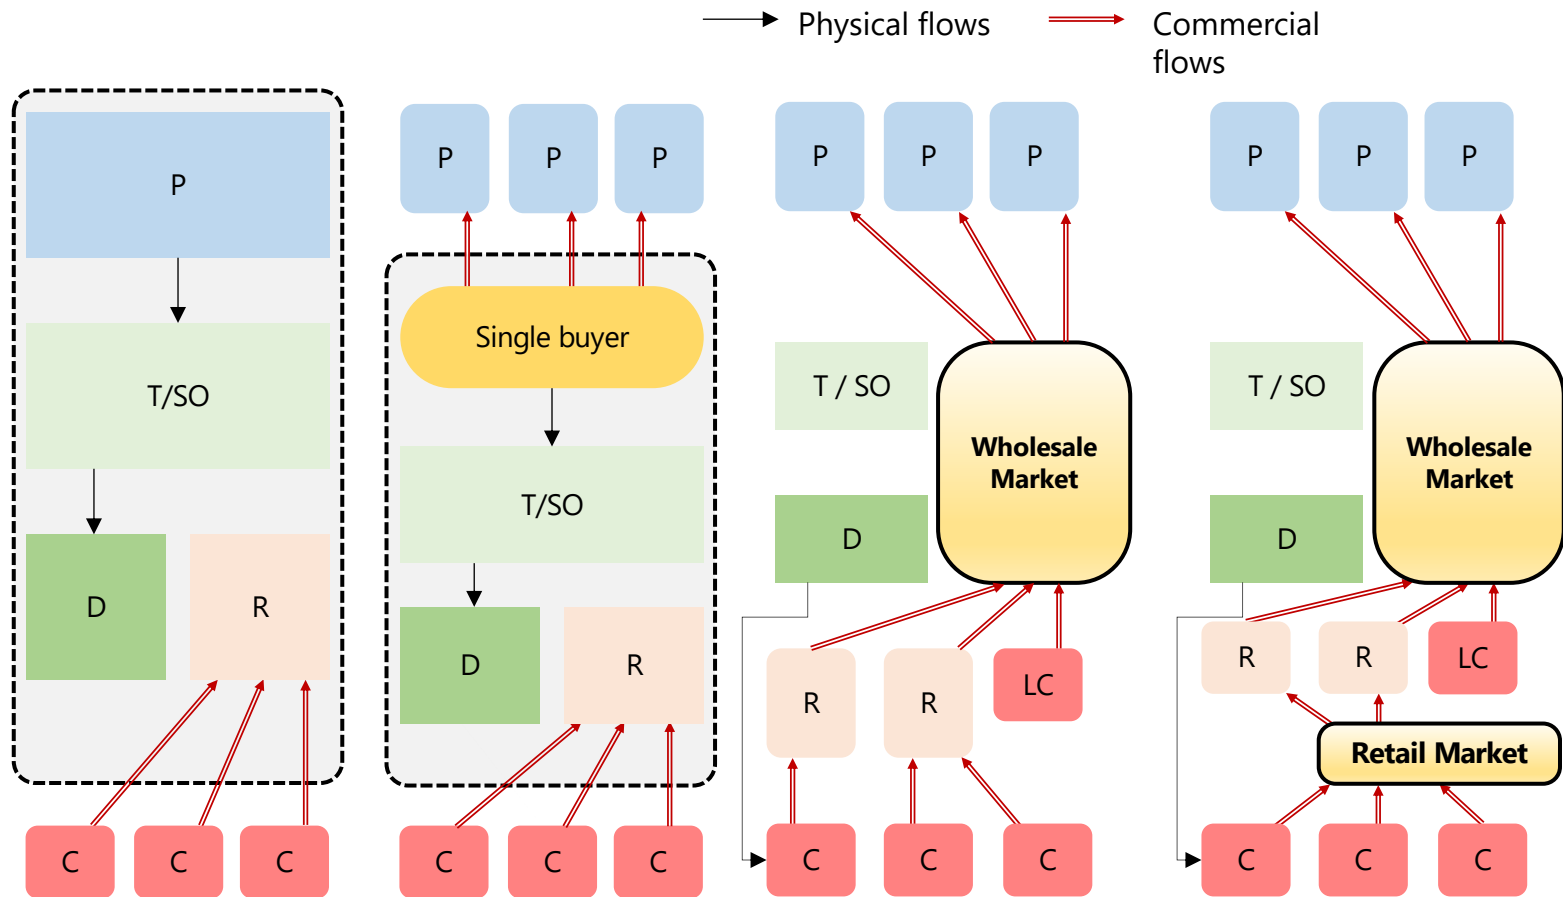 Physical flows
Commercial
flows
P
T/SO
D
R
C
C
C
P
P
P
Single buyer
T/SO
D
R
C
C
C
P
P
P
T / SO
Wholesale
Market
D
R
R
LC
C
C
C
P
P
P
T / SO
Wholesale
Market
D
R
R
LC
Retail Market
C
C
C